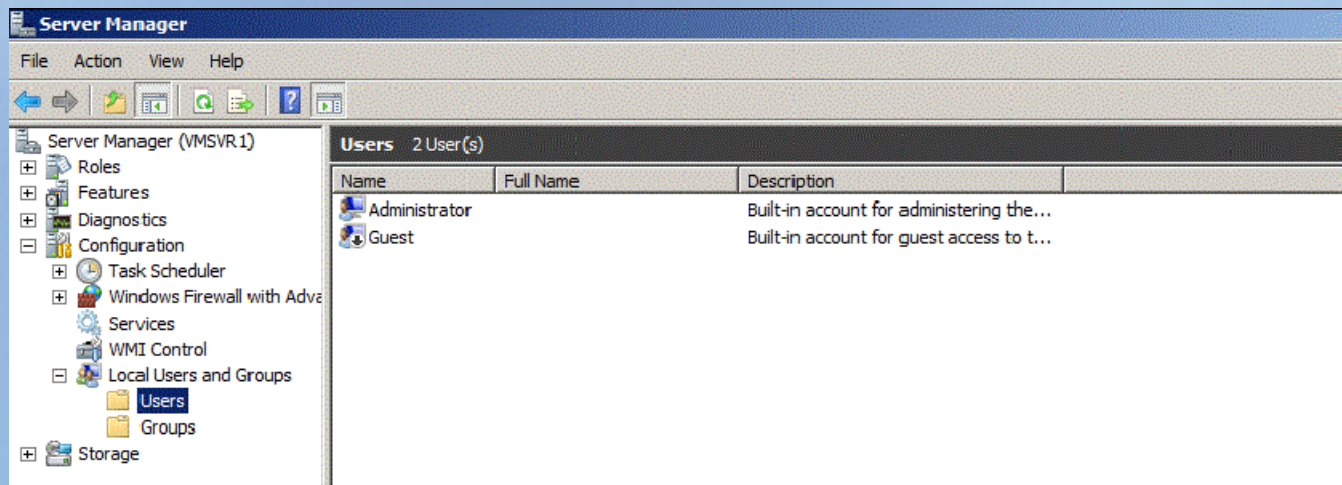 Server Manager
File Action View Help
Server Manager (VMSVR1)
Roles
Features
Diagnostics
Configuration
Task Scheduler
Windows Firewall with Adva
Services
WMI Control
Local Users and Groups
Users
Groups
Storage
Users 2 User(s)
Name Full Name Description
Administrator Built-in account for administering the...
Guest Built-in account for guest access to t...